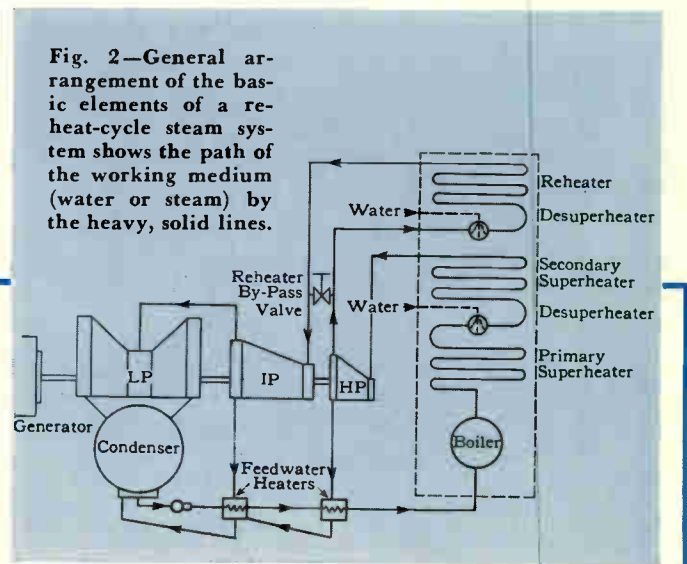 Fig. 2—General ar-
rangement of the bas-
ic elements of a re-
heat-cycle steam sys-
tem shows the path of
the working medium
(water or steam) by
the heavy, solid lines.
Reheater
Water
Desuperheater
Reheater
By-Pass
Valve
Secondary
Superheater
Water
Desuperheater
Primary
Superheater
LP
IP
HP
Generator
Condenser
Boiler
Feedwater
Heaters